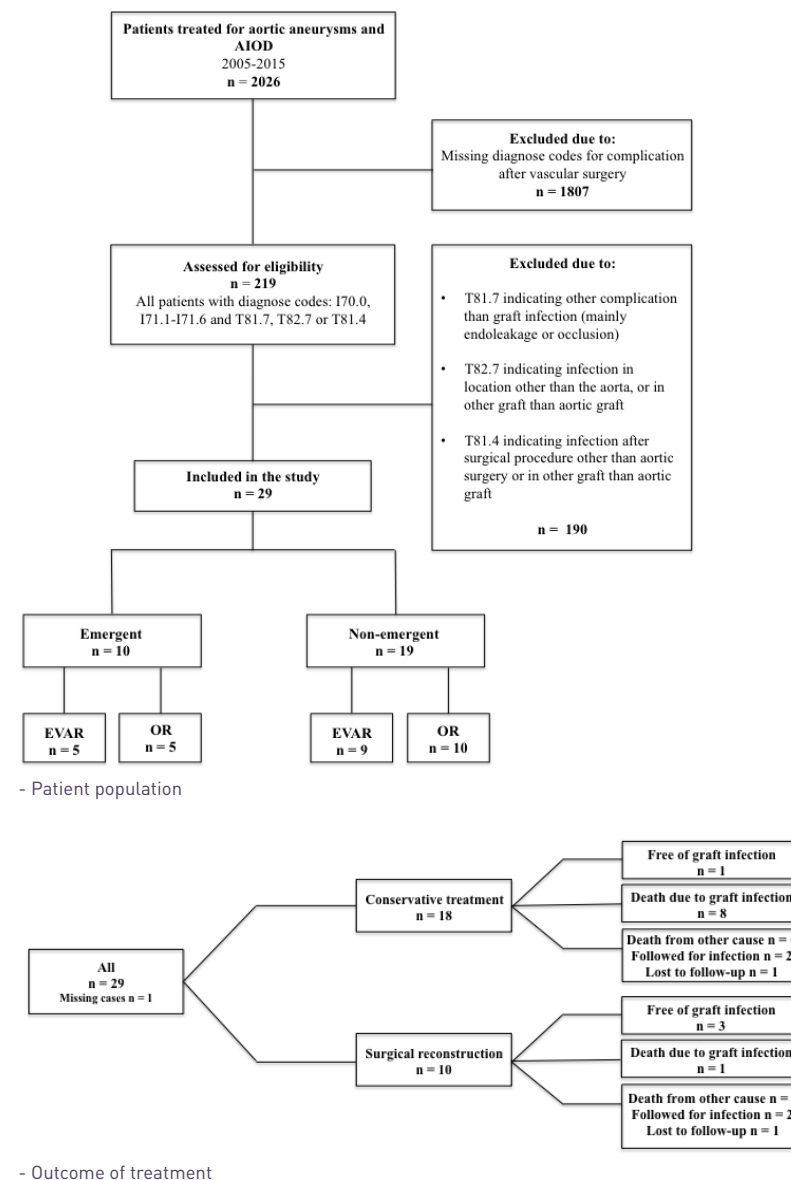 Patients treated for aortic aneurysms and
AIOD
2005-2015
n = 2026
Excluded due to:
Missing diagnose codes for complication
after vascular surgery
n = 1807
Assessed for eligibility
n = 219
All patients with diagnose codes: I70.0,
I71.1-I71.6 and T81.7, T82.7 or T81.4
Excluded due to:
• T81.7 indicating other complication
than graft infection (mainly
endoleakage or occlusion)
• T82.7 indicating infection in
location other than the aorta, or in
other graft than aortic graft
• T81.4 indicating infection after
surgical procedure other than aortic
surgery or in other graft than aortic
graft
n = 190
Included in the study
n = 29
Emergent
n = 10
Non-emergent
n = 19
EVAR
n = 5
OR
n = 5
EVAR
n = 9
OR
n = 10
- Patient population
All
n = 29
Missing cases n = 1
Conservative treatment
n = 18
Free of graft infection
n = 1
Death due to graft infection
n = 8
Death from other cause n =
Followed for infection n = 2
Lost to follow-up n = 1
Surgical reconstruction
n = 10
Free of graft infection
n = 3
Death due to graft infection
n = 1
Death from other cause n =
Followed for infection n = 2
Lost to follow-up n = 1
- Outcome of treatment